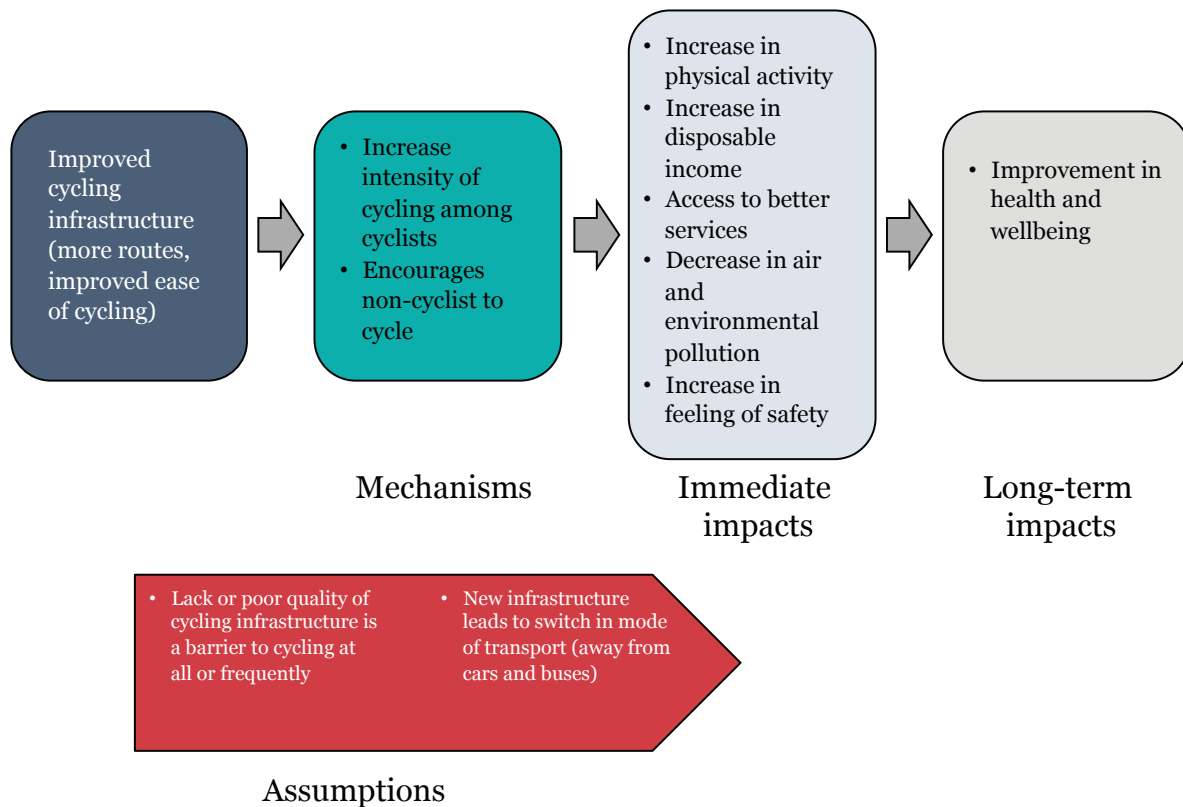 Improved
cycling
infrastructure
(more routes,
improved ease
of cycling)
• Increase
intensity of
cycling among
cyclists
• Encourages
non-cyclist to
cycle
• Increase in
physical activity
• Increase in
disposable
income
• Access to better
services
• Decrease in air
and
environmental
pollution
• Increase in
feeling of safety
• Improvement in
health and
wellbeing
Mechanisms
Immediate
impacts
Long-term
impacts
• Lack or poor quality of
cycling infrastructure is
a barrier to cycling at
all or frequently
• New infrastructure
leads to switch in mode
of transport (away from
cars and buses)
Assumptions